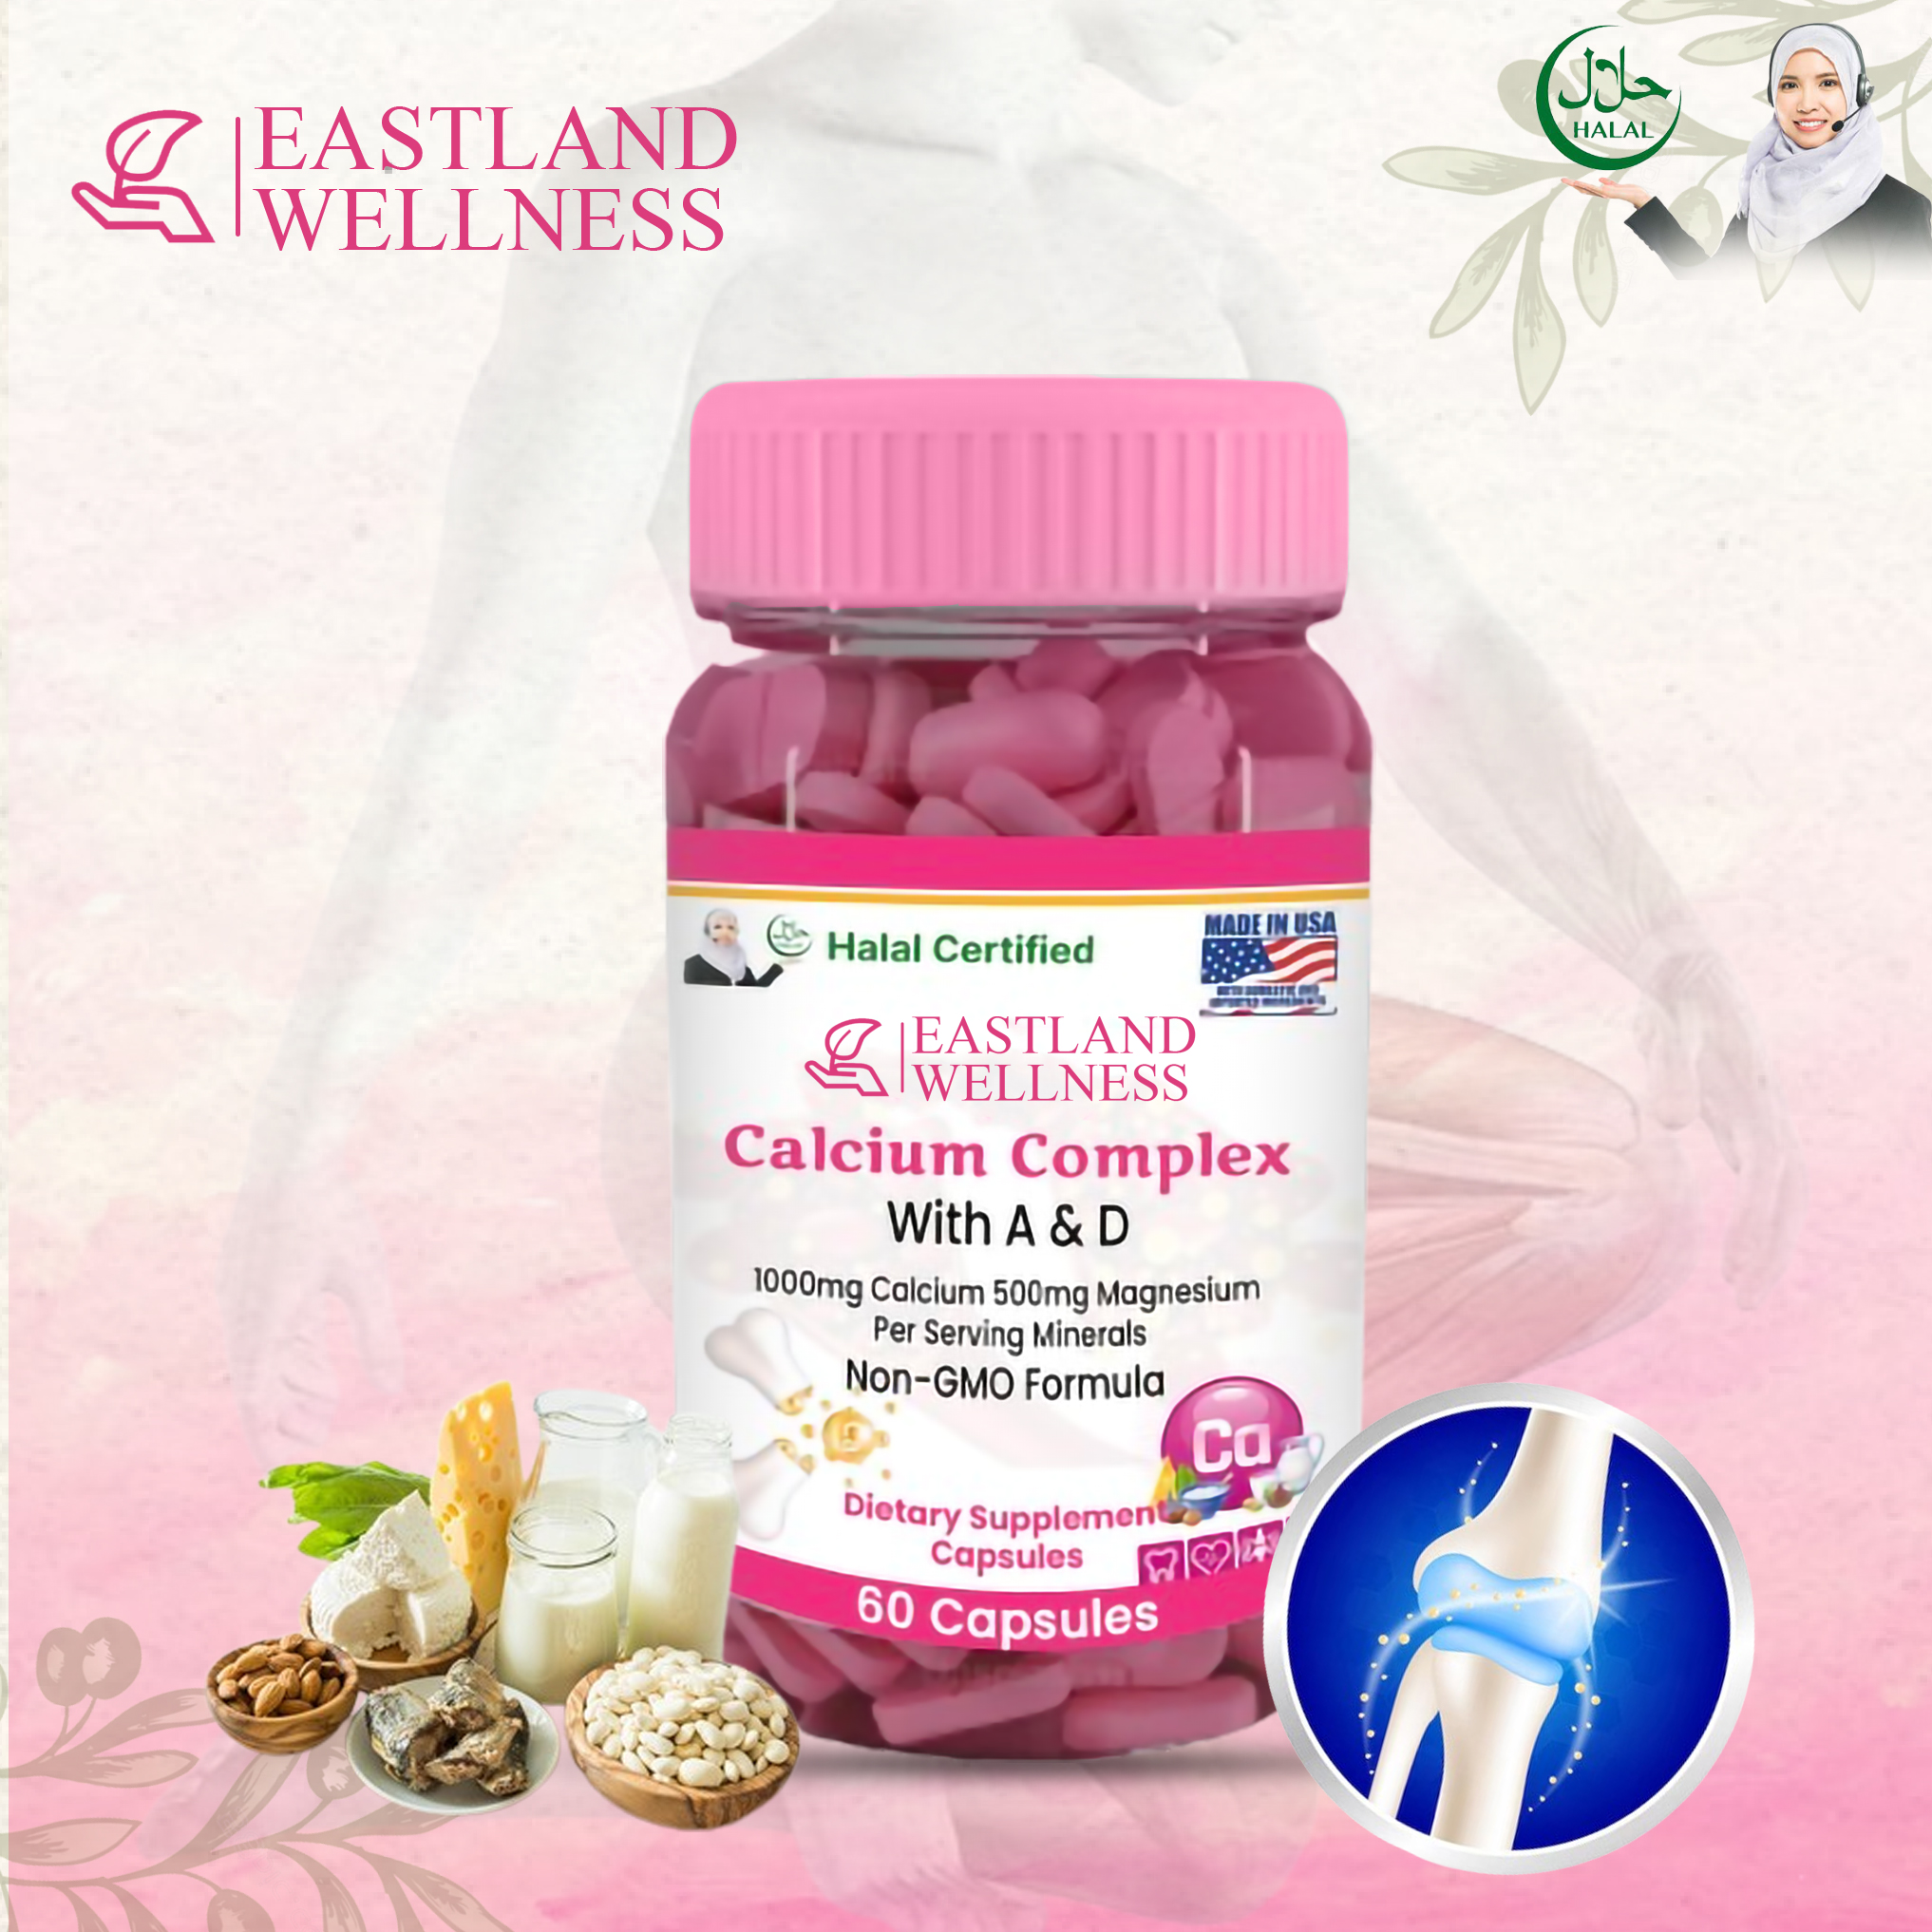 EASTLAND
WELLNESS
حلال
HALAL
Halal Certified
MADE IN USA
EASTLAND
WELLNESS
Calcium Complex
With A & D
1000mg Calcium 500mg Magnesium
Per Serving Minerals
Non-GMO Formula
Ca
Dietary Supplement
Capsules
60 Capsules